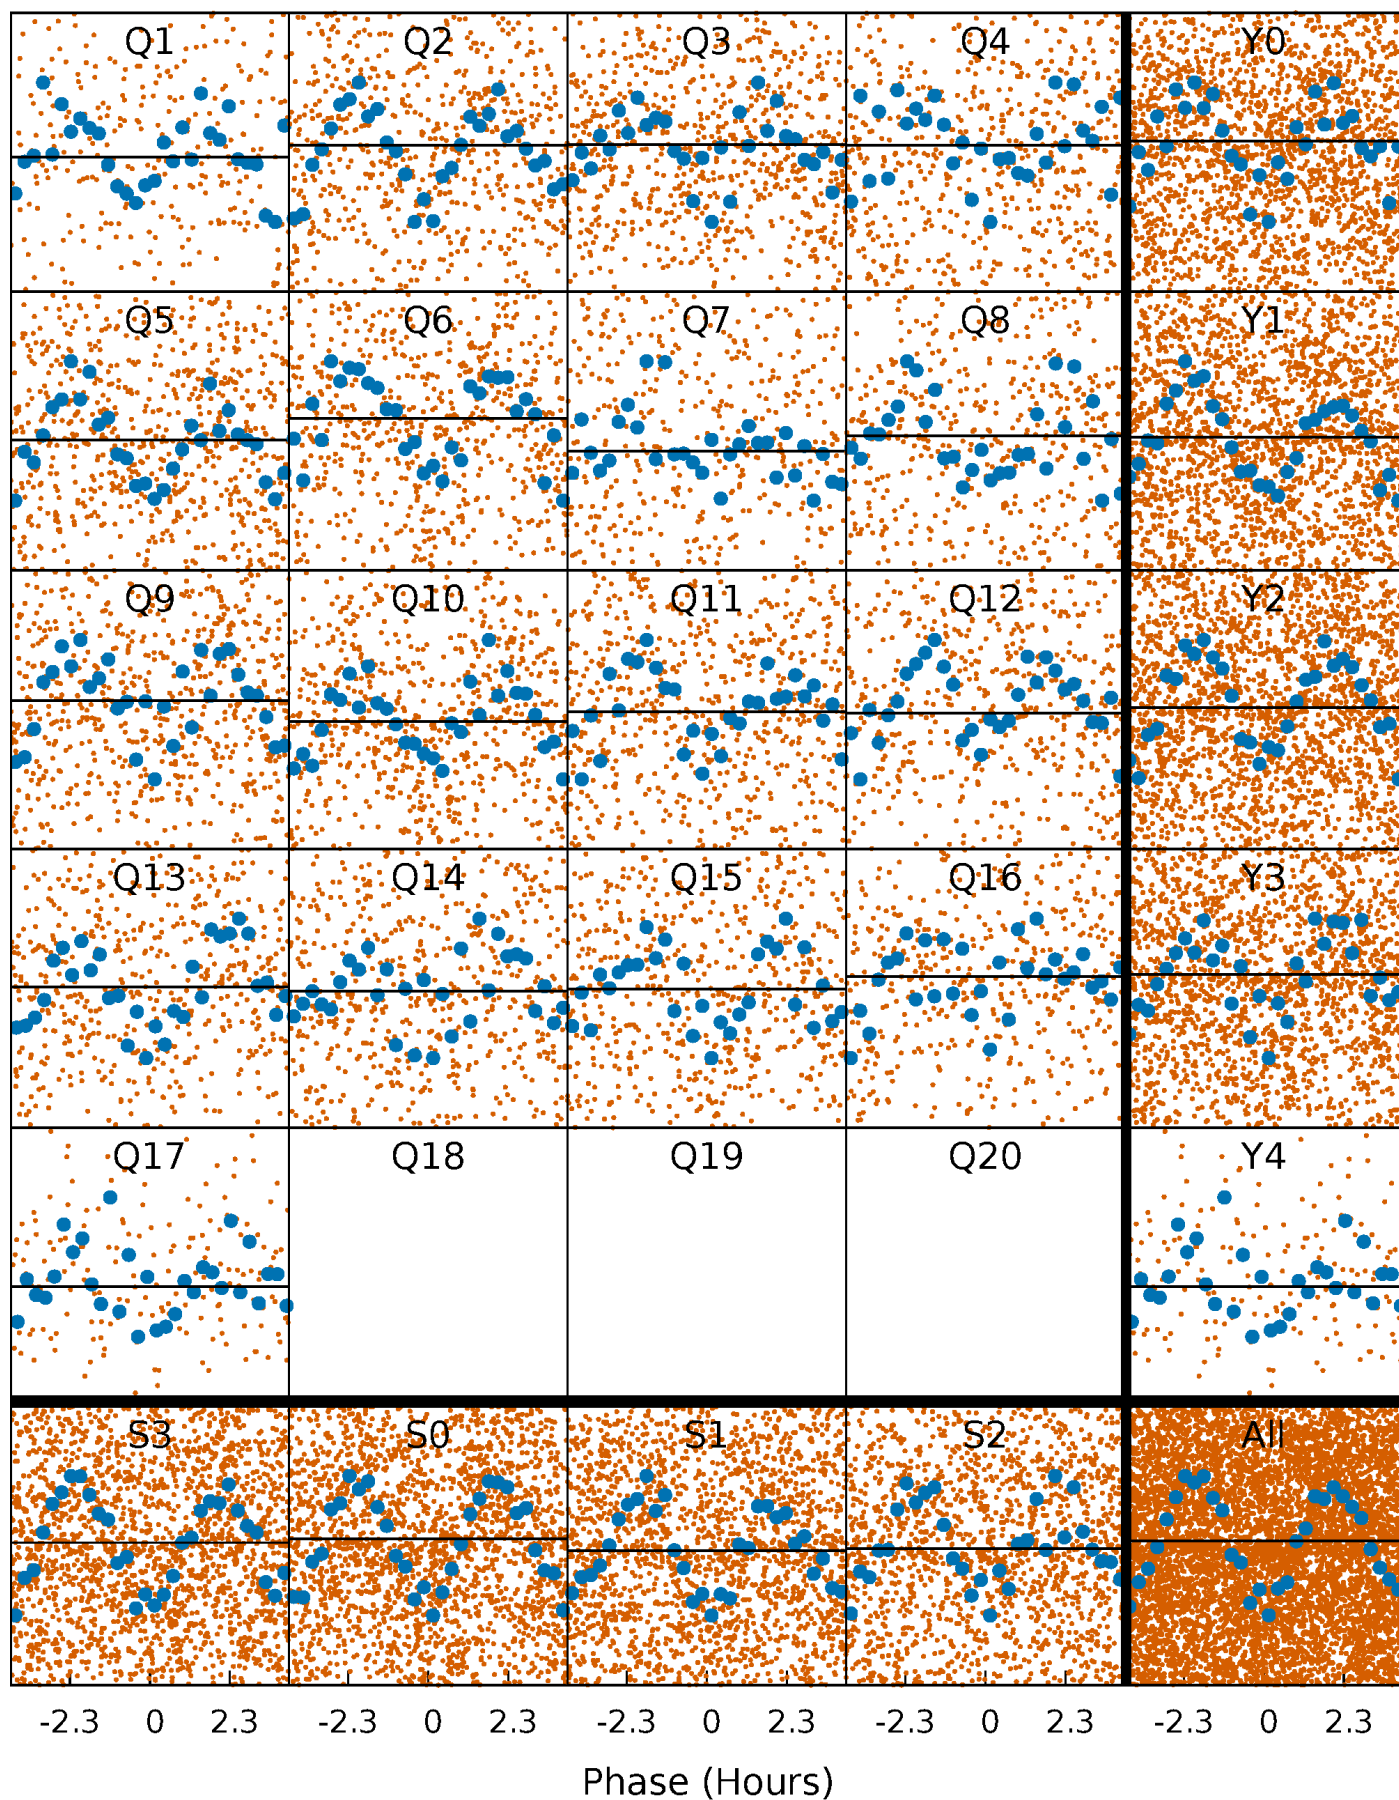 Q1 Q2 Q3 Q4 Y0
Q5 Q6 Q7 Q8 Y1
Q9 Q10 Q11 Q12 Y2
Q13 Q14 Q15 Q16 Y3
Q17 Q18 Q19 Q20 Y4
S3 S0 S1 S2 All
-2.3 0 2.3 -2.3 0 2.3 -2.3 0 2.3 -2.3 0 2.3 -2.3 0 2.3
Phase (Hours)